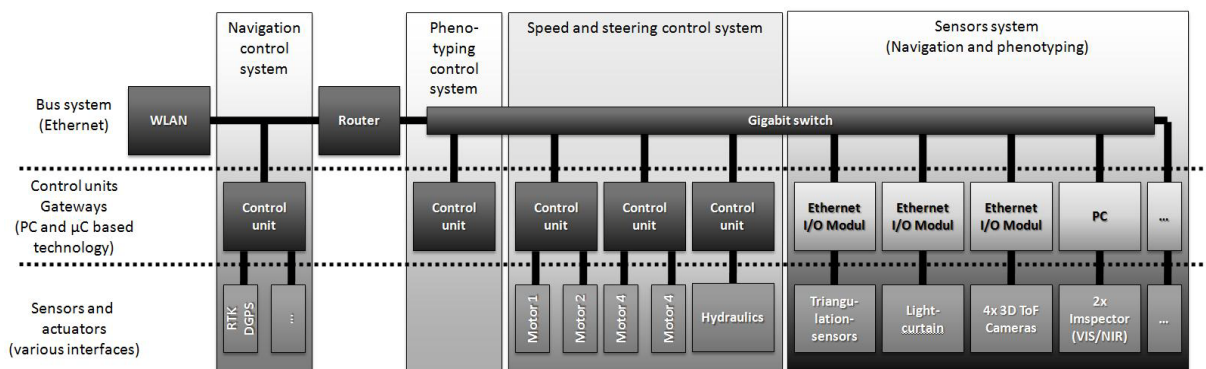 Navigation
control
system
Pheno-
typing
control
system
Speed and steering control system
Sensors system
(Navigation and phenotyping)
Bus system
(Ethernet)
WLAN
Router
Gigabit switch
Control units
Gateways
(PC and µC based
technology)
Control
unit
Control
unit
Control
unit
Control
unit
Control
unit
Ethernet
I/O Modul
Ethernet
I/O Modul
Ethernet
I/O Modul
PC
...
Sensors and
actuators
(various interfaces)
RTK
DGPS
...
Motor 1
Motor 2
Motor 4
Motor 4
Hydraulics
Triangu-
lation-
sensors
Light-
curtain
4x 3D ToF
Cameras
2x
Imspector
(VIS/NIR)
...